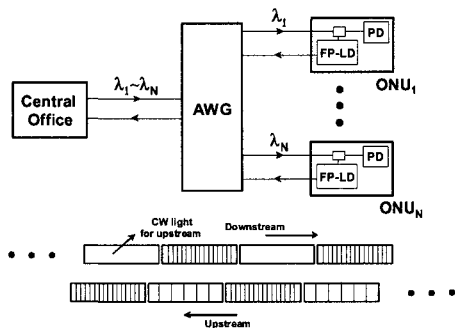 λ1
PD
FP-LD
ONU1
Central
Office
λ1~λN
AWG
λN
PD
FP-LD
ONUN
CW light
for upstream
Downstream
Upstream